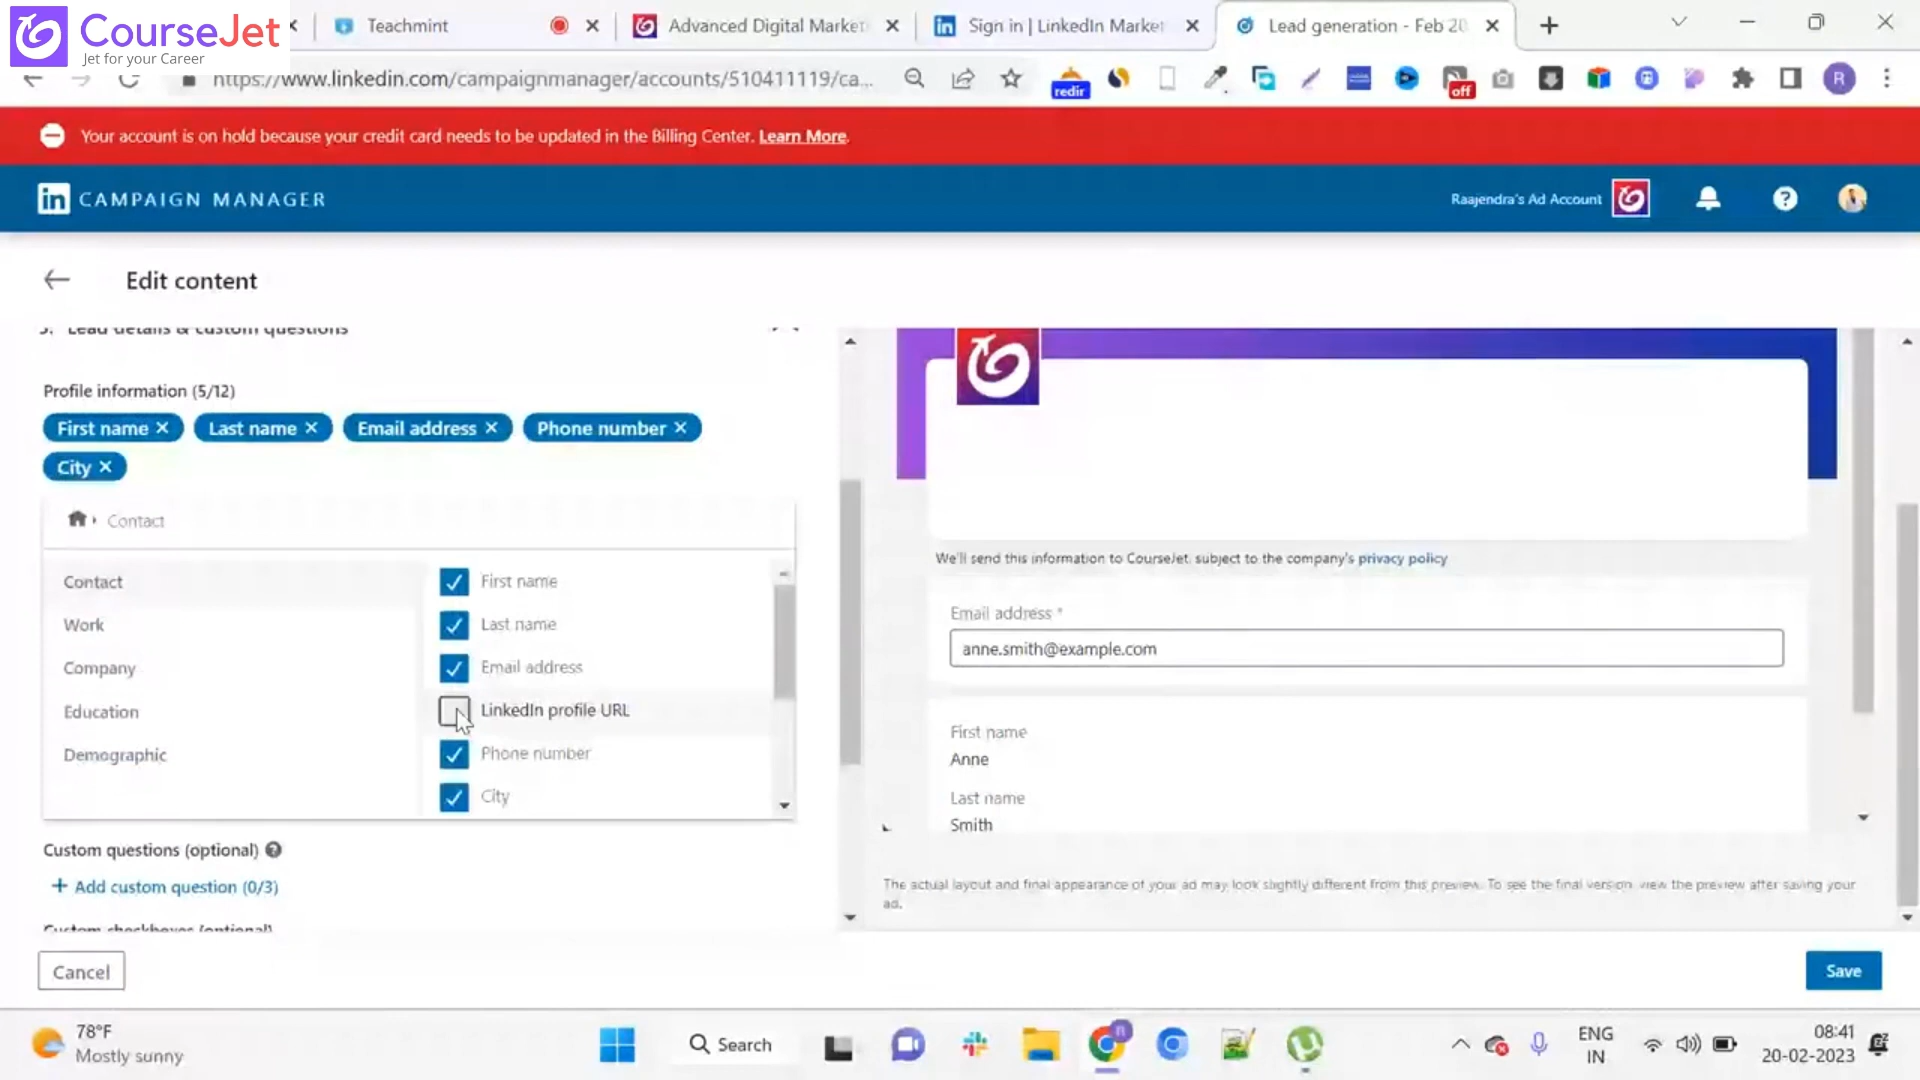 CourseJet
Jet for your Career
Teachmint
Advanced Digital Market
Sign in | LinkedIn Market
Lead generation - Feb 20
https://www.linkedin.com/campaignmanager/accounts/510411119/ca...
redir
off
R
Your account is on hold because your credit card needs to be updated in the Billing Center. Learn More.
in CAMPAIGN MANAGER
Raajendra's Ad Account
Edit content
Lead details & custom questions
Profile information (5/12)
First name ×
Last name ×
Email address ×
Phone number ×
City ×
Contact
Contact
Work
Company
Education
Demographic
First name
Last name
Email address
LinkedIn profile URL
Phone number
City
Custom questions (optional)
+ Add custom question (0/3)
Custom checkboxes (optional)
Cancel
We'll send this information to CourseJet, subject to the company's privacy policy
Email address *
anne.smith@example.com
First name
Anne
Last name
Smith
The actual layout and final appearance of your ad may look slightly different from this preview. To see the final version, view the preview after saving your
ad.
Save
78°F
Mostly sunny
Search
ENG
IN
08:41
20-02-2023